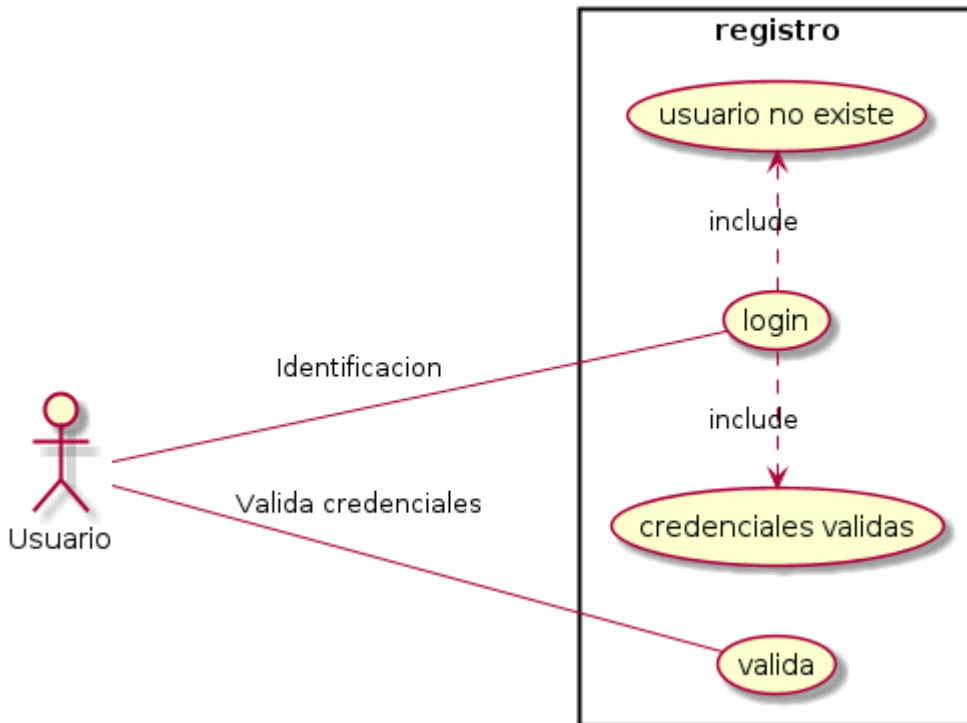 registro
usuario no existe
include
login
Identificacion
include
Valida credenciales
Usuario
credenciales validas
valida